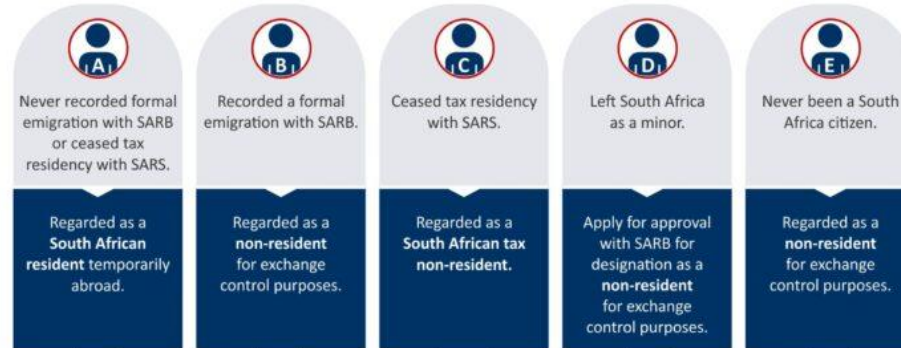 A
Never recorded formal
emigration with SARB
or ceased tax
residency with SARS.
Regarded as a
South African
resident temporarily
abroad.
B
Recorded a formal
emigration with SARB.
Regarded as a
non-resident
for exchange
control purposes.
C
Ceased tax residency
with SARS.
Regarded as a
South African tax
non-resident.
D
Left South Africa
as a minor.
Apply for approval
with SARB for
designation as a
non-resident
for exchange
control purposes.
E
Never been a South
Africa citizen.
Regarded as a
non-resident
for exchange
control purposes.